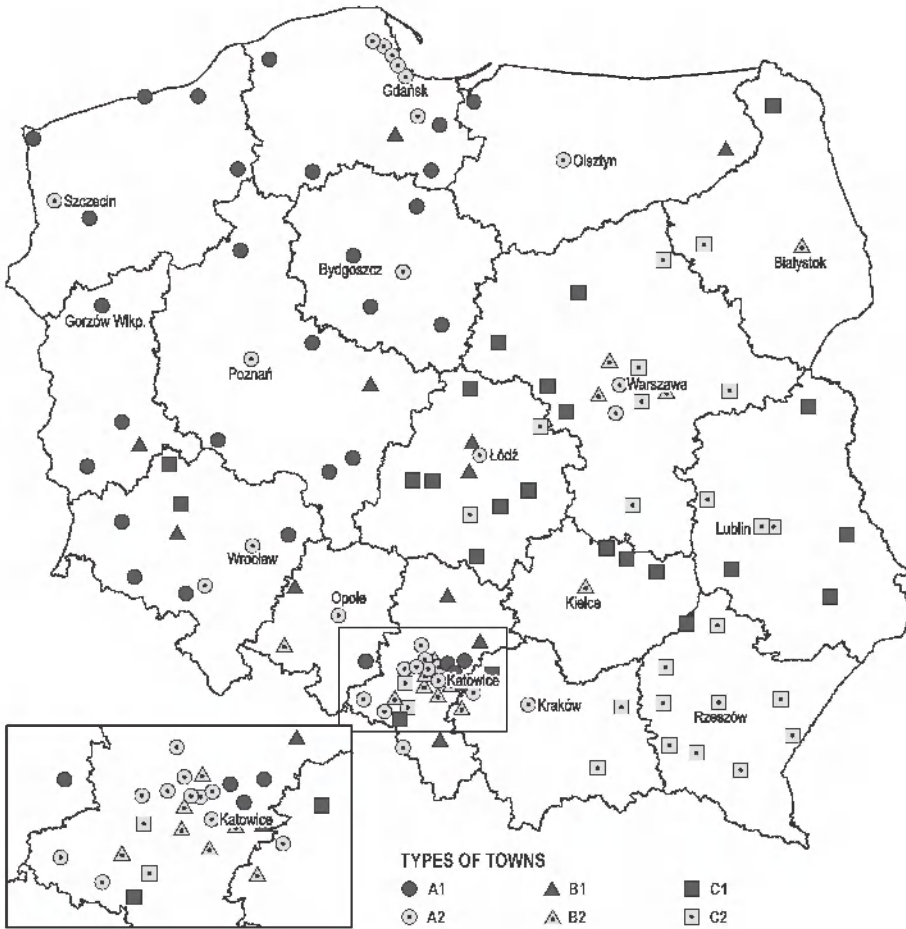 Gdańsk
Olsztyn
Szczecin
Białystok
Bydgoszcz
Gorzów Wlkp.
Poznań
Warszawa
Łódź
Lublin
Wrocław
Opole
Kielce
Katowice
Kraków
Rzeszów
Katowice
TYPES OF TOWNS
A1 B1 C1
A2 B2 C2